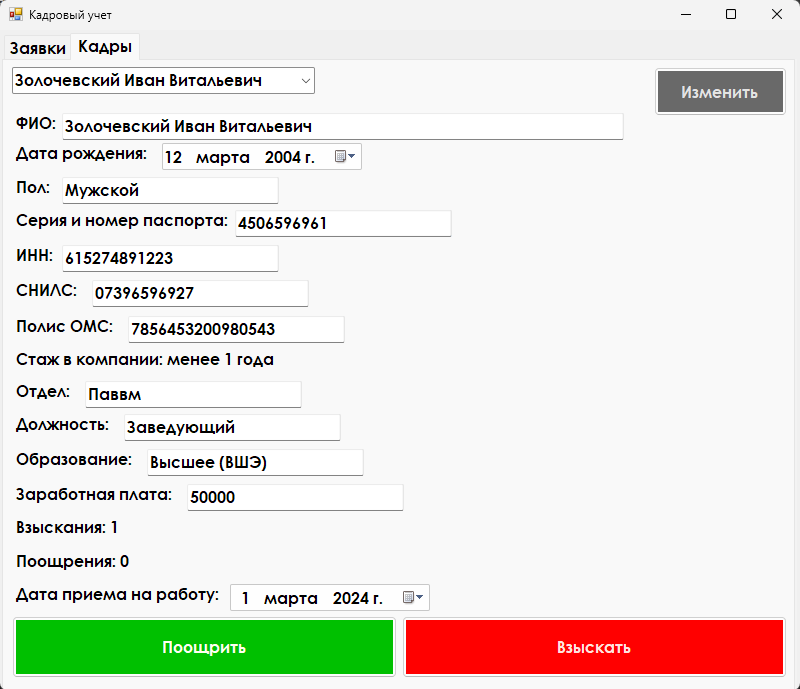 Кадровый учет
Заявки Кадры
Золочевский Иван Витальевич
Изменить
ФИО: Золочевский Иван Витальевич
Дата рождения: 12 марта 2004 г.
Пол: Мужской
Серия и номер паспорта: 4506596961
ИНН: 615274891223
СНИЛС: 07396596927
Полис ОМС: 7856453200980543
Стаж в компании: менее 1 года
Отдел: Паввм
Должность: Заведующий
Образование: Высшее (ВШЭ)
Заработная плата: 50000
Взыскания: 1
Поощрения: 0
Дата приема на работу: 1 марта 2024 г.
Поощрить Взыскать